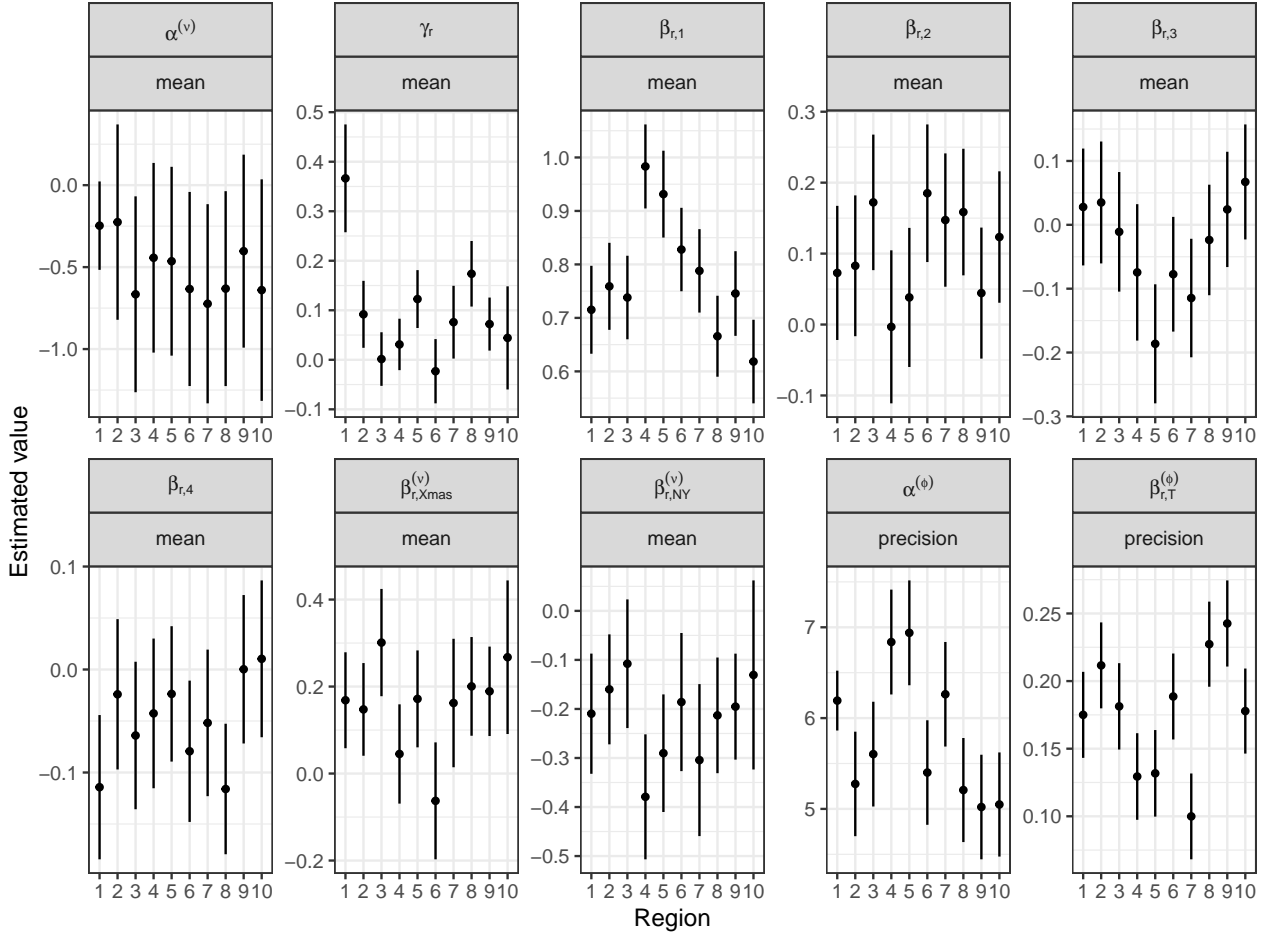 α(ν) γr βr,1 βr,2 βr,3
mean mean mean mean mean
0.0 −0.5 −1.0
0.5 0.4 0.3 0.2 0.1 0.0 −0.1
1.0 0.9 0.8 0.7 0.6
0.3 0.2 0.1 0.0 −0.1
0.1 0.0 −0.1 −0.2 −0.3
1 2 3 4 5 6 7 8 9 10 1 2 3 4 5 6 7 8 9 10 1 2 3 4 5 6 7 8 9 10 1 2 3 4 5 6 7 8 9 10 1 2 3 4 5 6 7 8 9 10
Estimated value
βr,4 β(ν)r,Xmas β(ν)r,NY α(ϕ) β(ϕ)r,T
mean mean mean precision precision
0.1 0.0 −0.1
0.4 0.2 0.0 −0.2
0.0 −0.1 −0.2 −0.3 −0.4 −0.5
7 6 5
0.25 0.20 0.15 0.10
1 2 3 4 5 6 7 8 9 10 1 2 3 4 5 6 7 8 9 10 1 2 3 4 5 6 7 8 9 10 1 2 3 4 5 6 7 8 9 10 1 2 3 4 5 6 7 8 9 10
Region